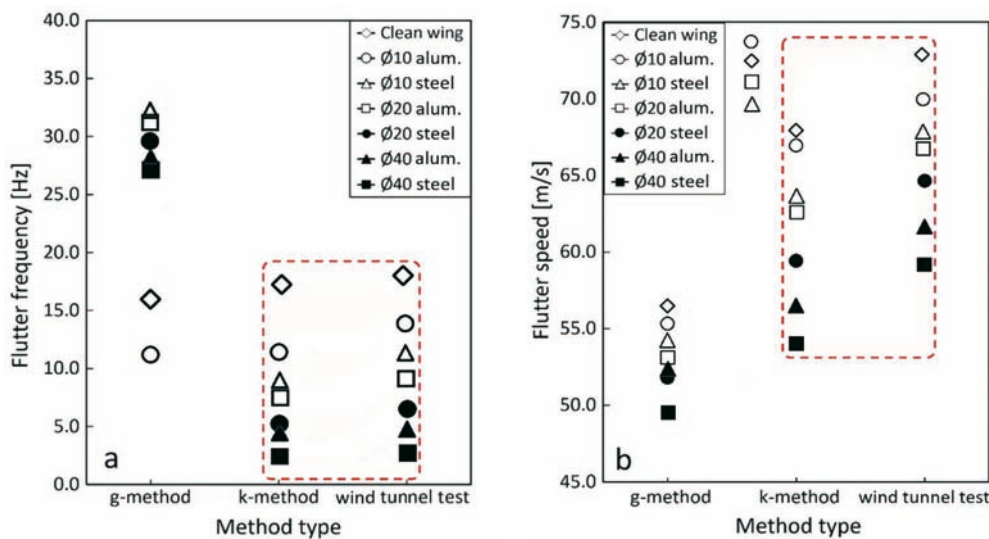 40.0
35.0
30.0
25.0
20.0
15.0
10.0
5.0
0.0
Flutter frequency [Hz]
Clean wing
Ø10 alum.
Ø10 steel
Ø20 alum.
Ø20 steel
Ø40 alum.
Ø40 steel
a
g-method k-method wind tunnel test
Method type
75.0
70.0
65.0
60.0
55.0
50.0
45.0
Flutter speed [m/s]
Clean wing
Ø10 alum.
Ø10 steel
Ø20 alum.
Ø20 steel
Ø40 alum.
Ø40 steel
b
g-method k-method wind tunnel test
Method type